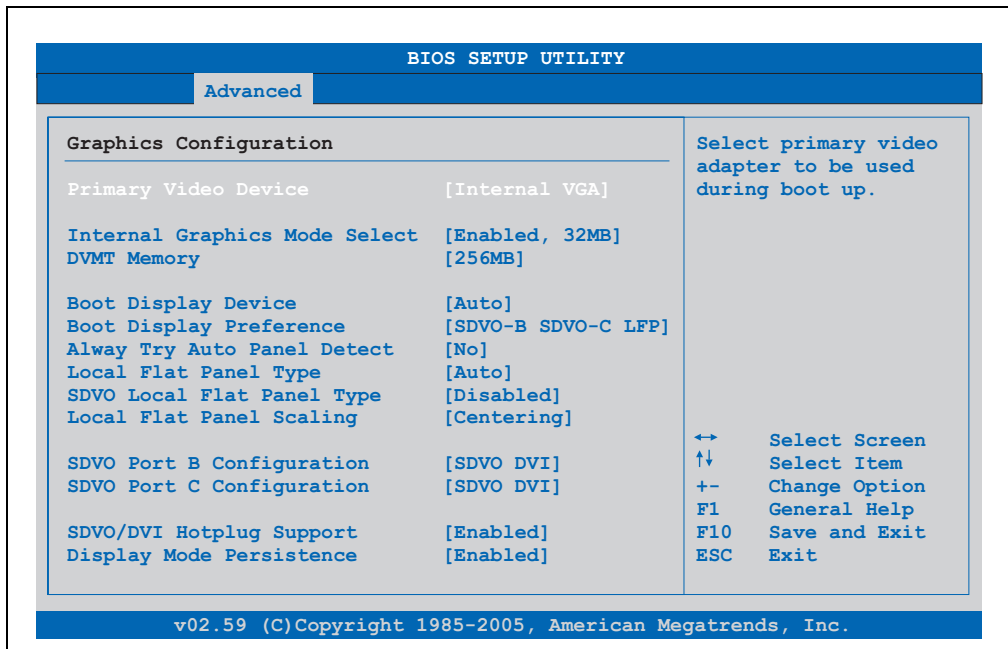 BIOS SETUP UTILITY
Advanced
Graphics Configuration
Primary Video Device [Internal VGA]
Internal Graphics Mode Select [Enabled, 32MB]
DVMT Memory [256MB]
Boot Display Device [Auto]
Boot Display Preference [SDVO-B SDVO-C LFP]
Alway Try Auto Panel Detect [No]
Local Flat Panel Type [Auto]
SDVO Local Flat Panel Type [Disabled]
Local Flat Panel Scaling [Centering]
SDVO Port B Configuration [SDVO DVI]
SDVO Port C Configuration [SDVO DVI]
SDVO/DVI Hotplug Support [Enabled]
Display Mode Persistence [Enabled]
Select primary video
adapter to be used
during boot up.
↔ Select Screen
↑↓ Select Item
+- Change Option
F1 General Help
F10 Save and Exit
ESC Exit
v02.59 (C)Copyright 1985-2005, American Megatrends, Inc.